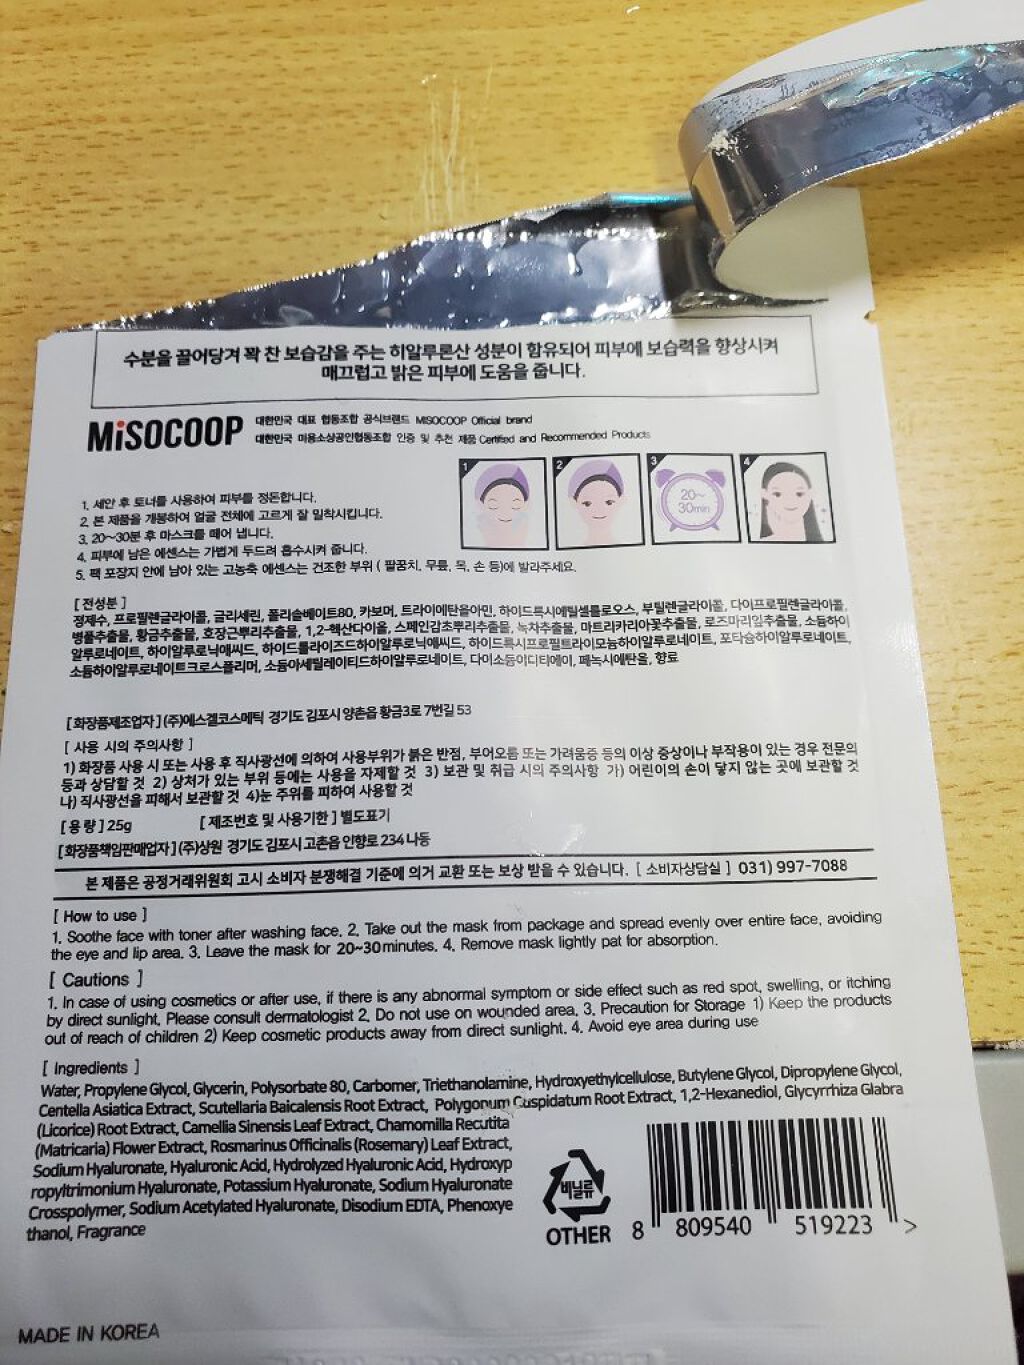 수분을 끌어당겨 꽉 찬 보습감을 주는 히알루론산 성분이 함유되어 피부에 보습력을 향상시켜
매끄럽고 밝은 피부에 도움을 줍니다.
MiSOCOOP
대한민국 대표 협동조합 공식브랜드 MISOCOOP Official brand
대한민국 미용소상공인협동조합 인증 및 추천 제품 Certified and Recommended Products
1 2 3 4
20~
30min
1. 세안 후 토너를 사용하여 피부를 정돈합니다.
2. 본 제품을 개봉하여 얼굴 전체에 고르게 잘 밀착시킵니다.
3. 20~30분 후 마스크를 떼어 냅니다.
4. 피부에 남은 에센스는 가볍게 두드려 흡수시켜 줍니다.
5. 팩 포장지 안에 남아 있는 고농축 에센스는 건조한 부위 ( 팔꿈치, 무릎, 목, 손 등)에 발라주세요.
[ 전성분 ]
정제수, 프로필렌글라이콜, 글리세린, 폴리솔베이트80, 카보머, 트라이에탄올아민, 하이드록시에틸셀룰로오스, 부틸렌글라이콜, 다이프로필렌글라이콜,
병풀추출물, 황금추출물, 호장근뿌리추출물, 1,2-헥산다이올, 스페인감초뿌리추출물, 녹차추출물, 마트리카리아꽃추출물, 로즈마리잎추출물, 소듐하이
알루로네이트, 하이알루로닉애씨드, 하이드롤라이즈드하이알루로닉애씨드, 하이드록시프로필트라이모늄하이알루로네이트, 포타슘하이알루로네이트,
소듐하이알루로네이트크로스폴리머, 소듐아세틸레이티드하이알루로네이트, 다이소듐이디티에이, 페녹시에탄올, 향료
[ 화장품제조업자 ] (주)에스겔코스메틱 경기도 김포시 양촌읍 황금3로 7번길 53
[ 사용 시의 주의사항 ]
1) 화장품 사용 시 또는 사용 후 직사광선에 의하여 사용부위가 붉은 반점, 부어오름 또는 가려움증 등의 이상 증상이나 부작용이 있는 경우 전문의
등과 상담할 것 2) 상처가 있는 부위 등에는 사용을 자제할 것 3) 보관 및 취급 시의 주의사항 가) 어린이의 손이 닿지 않는 곳에 보관할 것
나) 직사광선을 피해서 보관할 것 4)눈 주위를 피하여 사용할 것
[ 용 량 ] 25g [ 제조번호 및 사용기한 ] 별도표기
[화장품책임판매업자] (주)상원 경기도 김포시 고촌읍 인향로 234 나동
본 제품은 공정거래위원회 고시 소비자 분쟁해결 기준에 의거 교환 또는 보상 받을 수 있습니다. [ 소비자상담실 ] 031) 997-7088
[ How to use ]
1. Soothe face with toner after washing face. 2. Take out the mask from package and spread evenly over entire face, avoiding
the eye and lip area. 3. Leave the mask for 20~30minutes. 4. Remove mask lightly pat for absorption.
[ Cautions ]
1. In case of using cosmetics or after use, if there is any abnormal symptom or side effect such as red spot, swelling, or itching
by direct sunlight, Please consult dermatologist 2. Do not use on wounded area. 3. Precaution for Storage 1) Keep the products
out of reach of children 2) Keep cosmetic products away from direct sunlight. 4. Avoid eye area during use
[ Ingredients ]
Water, Propylene Glycol, Glycerin, Polysorbate 80, Carbomer, Triethanolamine, Hydroxyethylcellulose, Butylene Glycol, Dipropylene Glycol,
Centella Asiatica Extract, Scutellaria Baicalensis Root Extract, Polygonum Cuspidatum Root Extract, 1,2-Hexanediol, Glycyrrhiza Glabra
(Licorice) Root Extract, Camellia Sinensis Leaf Extract, Chamomilla Recutita
(Matricaria) Flower Extract, Rosmarinus Officinalis (Rosemary) Leaf Extract,
Sodium Hyaluronate, Hyaluronic Acid, Hydrolyzed Hyaluronic Acid, Hydroxyp
ropyltrimonium Hyaluronate, Potassium Hyaluronate, Sodium Hyaluronate
Crosspolymer, Sodium Acetylated Hyaluronate, Disodium EDTA, Phenoxye
thanol, Fragrance
비닐류
OTHER
8 809540 519223 >
MADE IN KOREA